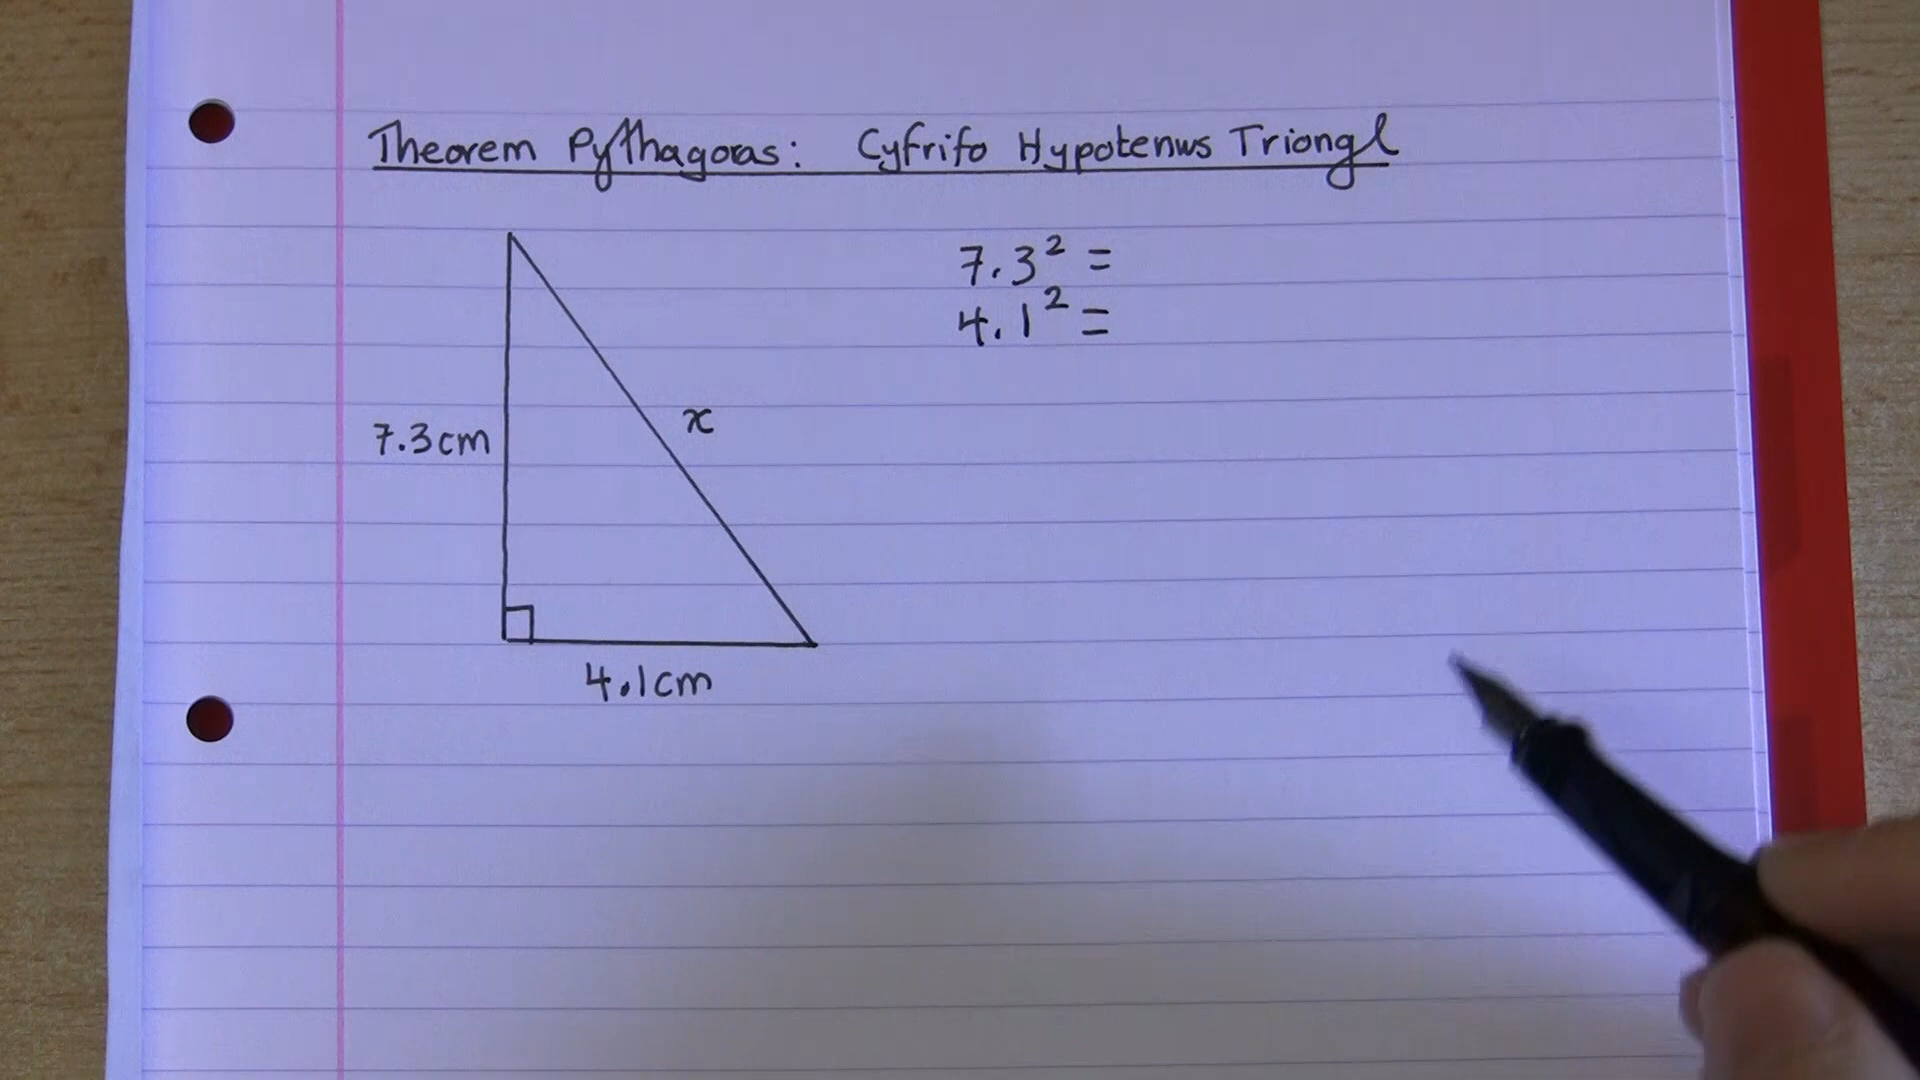 Theorem Pythagoras: Cyfrifo Hypotenws Triongl
7.3² =
4.1² =
x
7.3cm
4.1cm